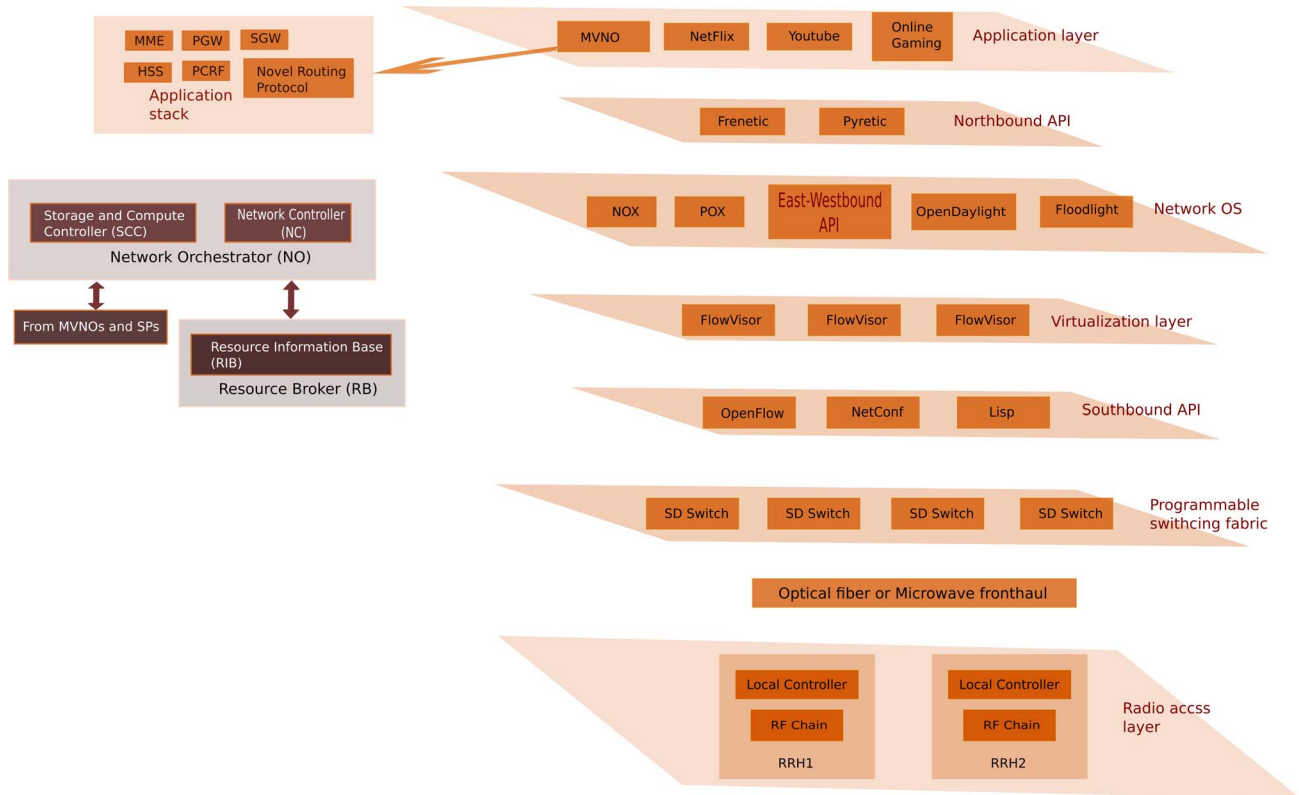 MME
PGW
SGW
HSS
PCRF
Novel Routing
Protocol
Application
stack
MVNO
NetFlix
Youtube
Online
Gaming
Application layer
Frenetic
Pyretic
Northbound API
Storage and Compute
Controller (SCC)
Network Controller
(NC)
Network Orchestrator (NO)
From MVNOs and SPs
Resource Information Base
(RIB)
Resource Broker (RB)
NOX
POX
East-Westbound
API
OpenDaylight
Floodlight
Network OS
FlowVisor
FlowVisor
FlowVisor
Virtualization layer
OpenFlow
NetConf
Lisp
Southbound API
SD Switch
SD Switch
SD Switch
SD Switch
Programmable
swithcing fabric
Optical fiber or Microwave fronthaul
Local Controller
RF Chain
RRH1
Local Controller
RF Chain
RRH2
Radio accss
layer